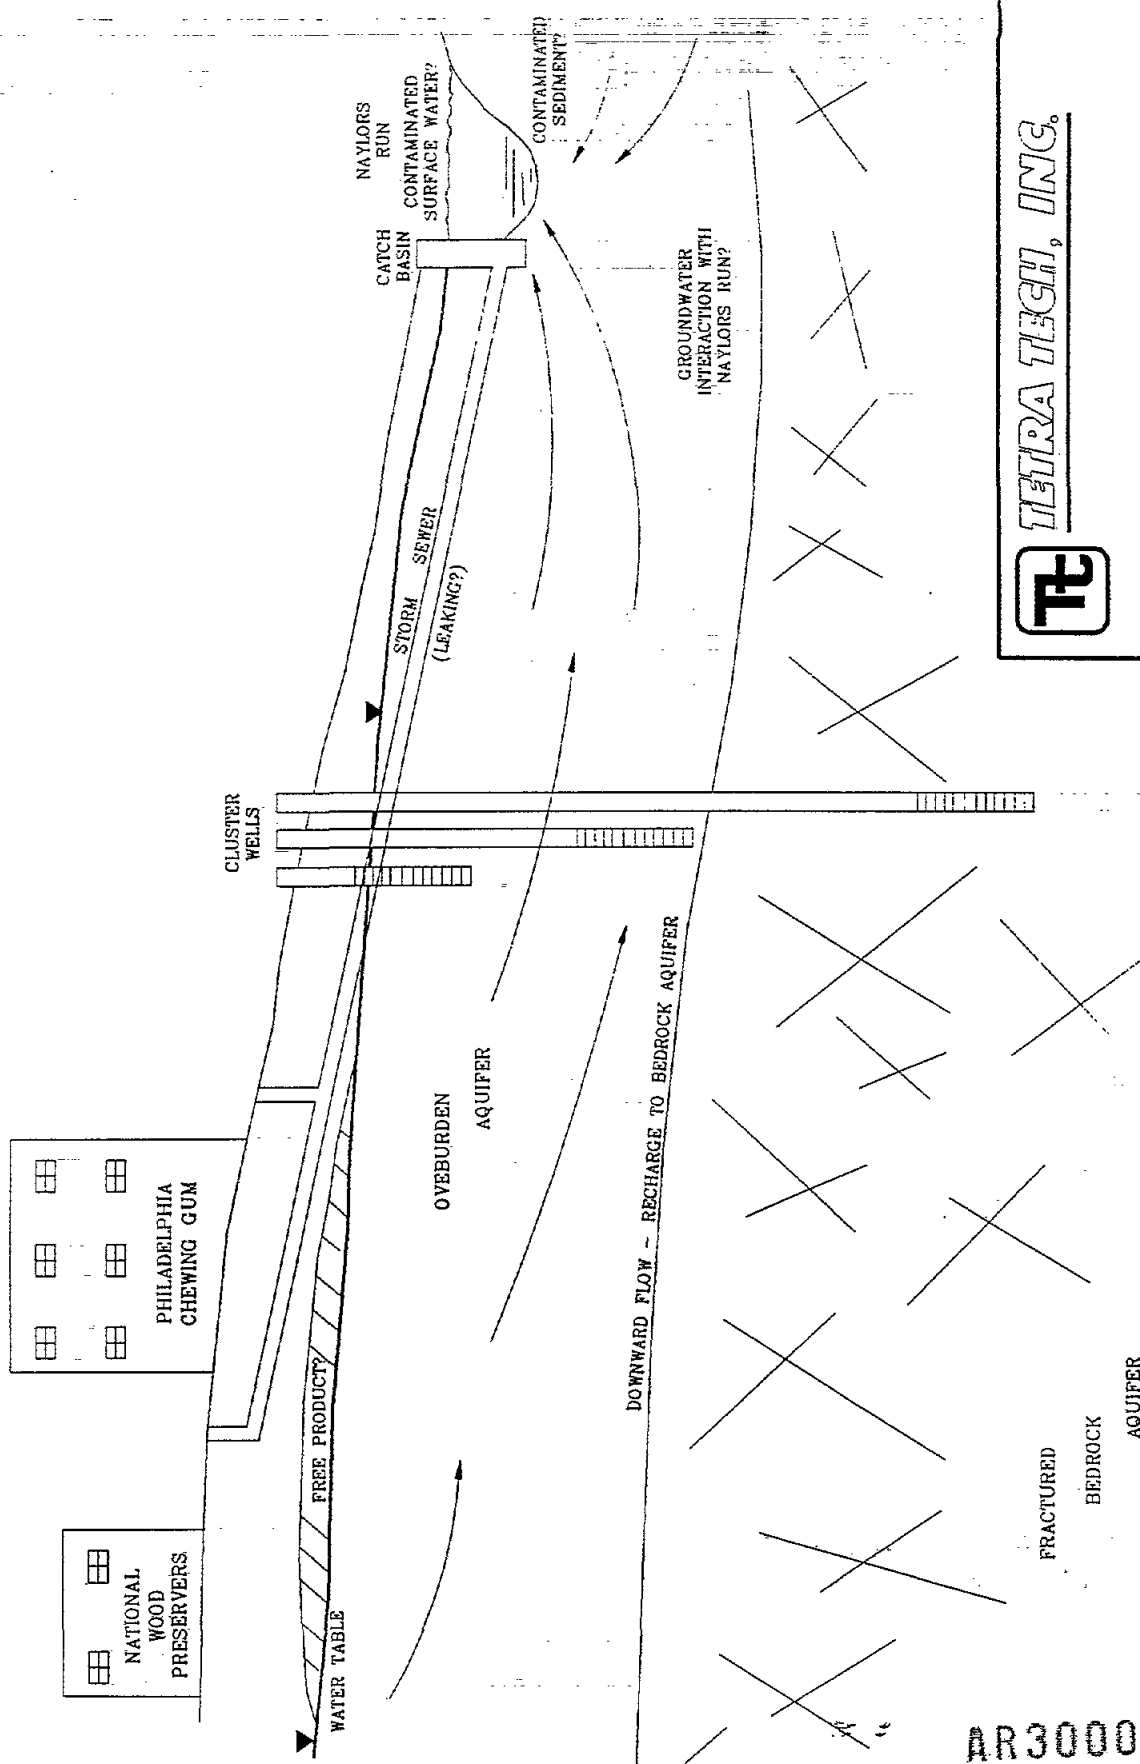 NATIONAL
WOOD
PRESERVERS
PHILADELPHIA
CHEWING GUM
CLUSTER
WELLS
CATCH
BASIN
NAYLORS
RUN
CONTAMINATED
SURFACE WATER?
CONTAMINATED
SEDIMENT?
WATER TABLE
FREE PRODUCT?
STORM SEWER
(LEAKING?)
OVEBURDEN
AQUIFER
GROUNDWATER
INTERACTION WITH
NAYLORS RUN?
DOWNWARD FLOW - RECHARGE TO BEDROCK AQUIFER
FRACTURED
BEDROCK
AQUIFER
Tt
TETRA TECH, INC.
AR3000